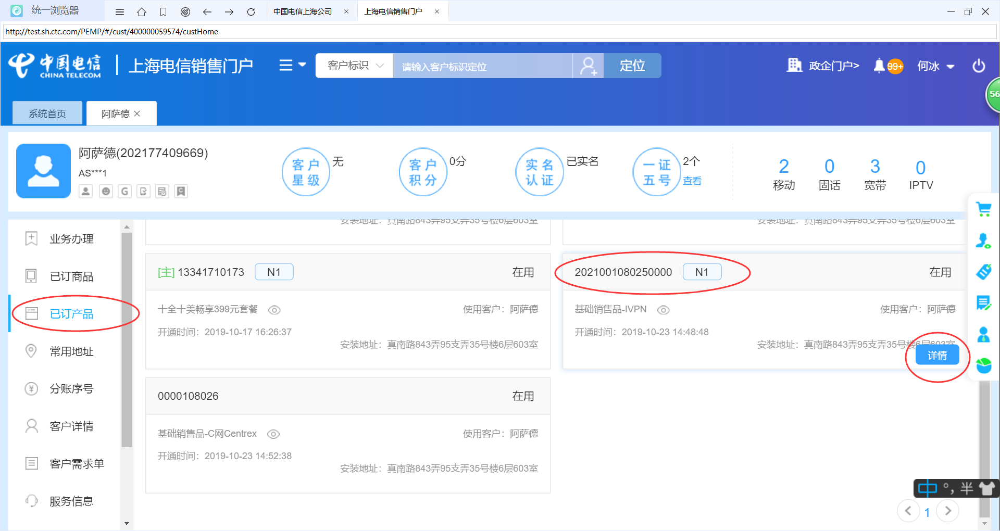 统一浏览器
中国电信上海公司
上海电信销售门户
http://test.sh.ctc.com/PEMP/#/cust/400000059574/custHome
中国电信
CHINA TELECOM
上海电信销售门户
客户标识
请输入客户标识定位
定位
政企门户>
99+
何冰
56
系统首页
阿萨德
阿萨德(202177409669)
AS***1
客户星级
无
客户积分
0分
实名认证
已实名
一证五号
2个
查看
2
移动
0
固话
3
宽带
0
IPTV
业务办理
已订商品
已订产品
常用地址
分账序号
客户详情
客户需求单
服务信息
安装地址：真南路843弄95支弄35号楼6层603室
安装地址：真南路843弄95支弄35号楼6层603室
[主] 13341710173 N1 在用
十全十美畅享399元套餐 使用客户：阿萨德
开通时间：2019-10-17 16:26:37
安装地址：真南路843弄95支弄35号楼6层603室
2021001080250000 N1 在用
基础销售品-IVPN 使用客户：阿萨德
开通时间：2019-10-23 14:48:48
安装地址：真南路843弄95支弄35号楼6层603室
详情
0000108026 在用
基础销售品-C网Centrex 使用客户：阿萨德
开通时间：2019-10-23 14:52:38
安装地址：真南路843弄95支弄35号楼6层603室
中 °, 半
1